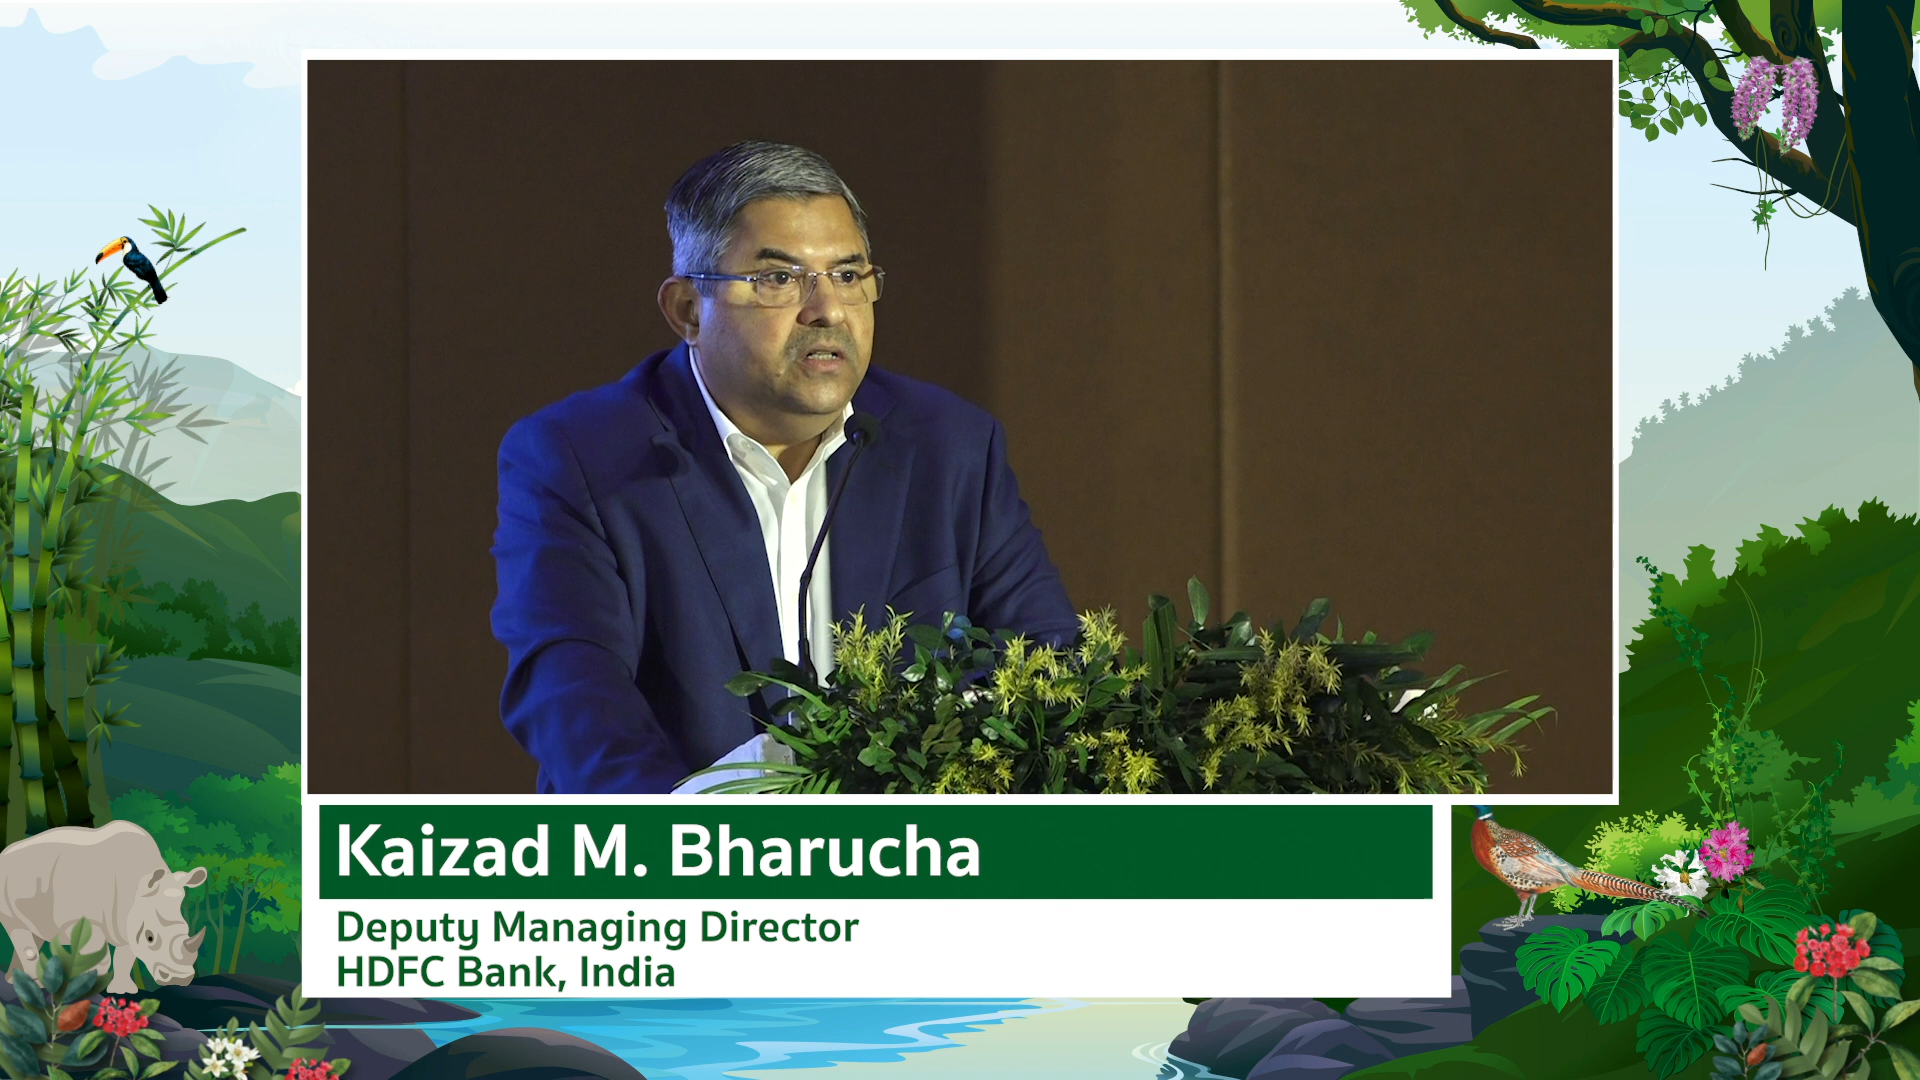 Kaizad M. Bharucha
Deputy Managing Director
HDFC Bank, India